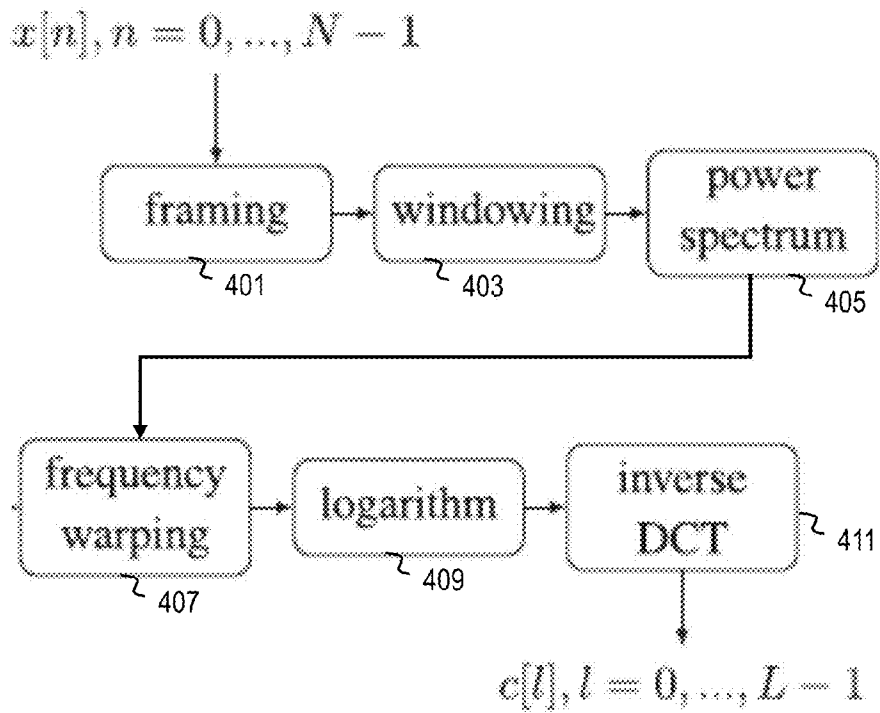 x[n], n = 0, ..., N − 1
framing
401
windowing
403
power
spectrum
405
frequency
warping
407
logarithm
409
inverse
DCT
411
c[l], l = 0, ..., L − 1